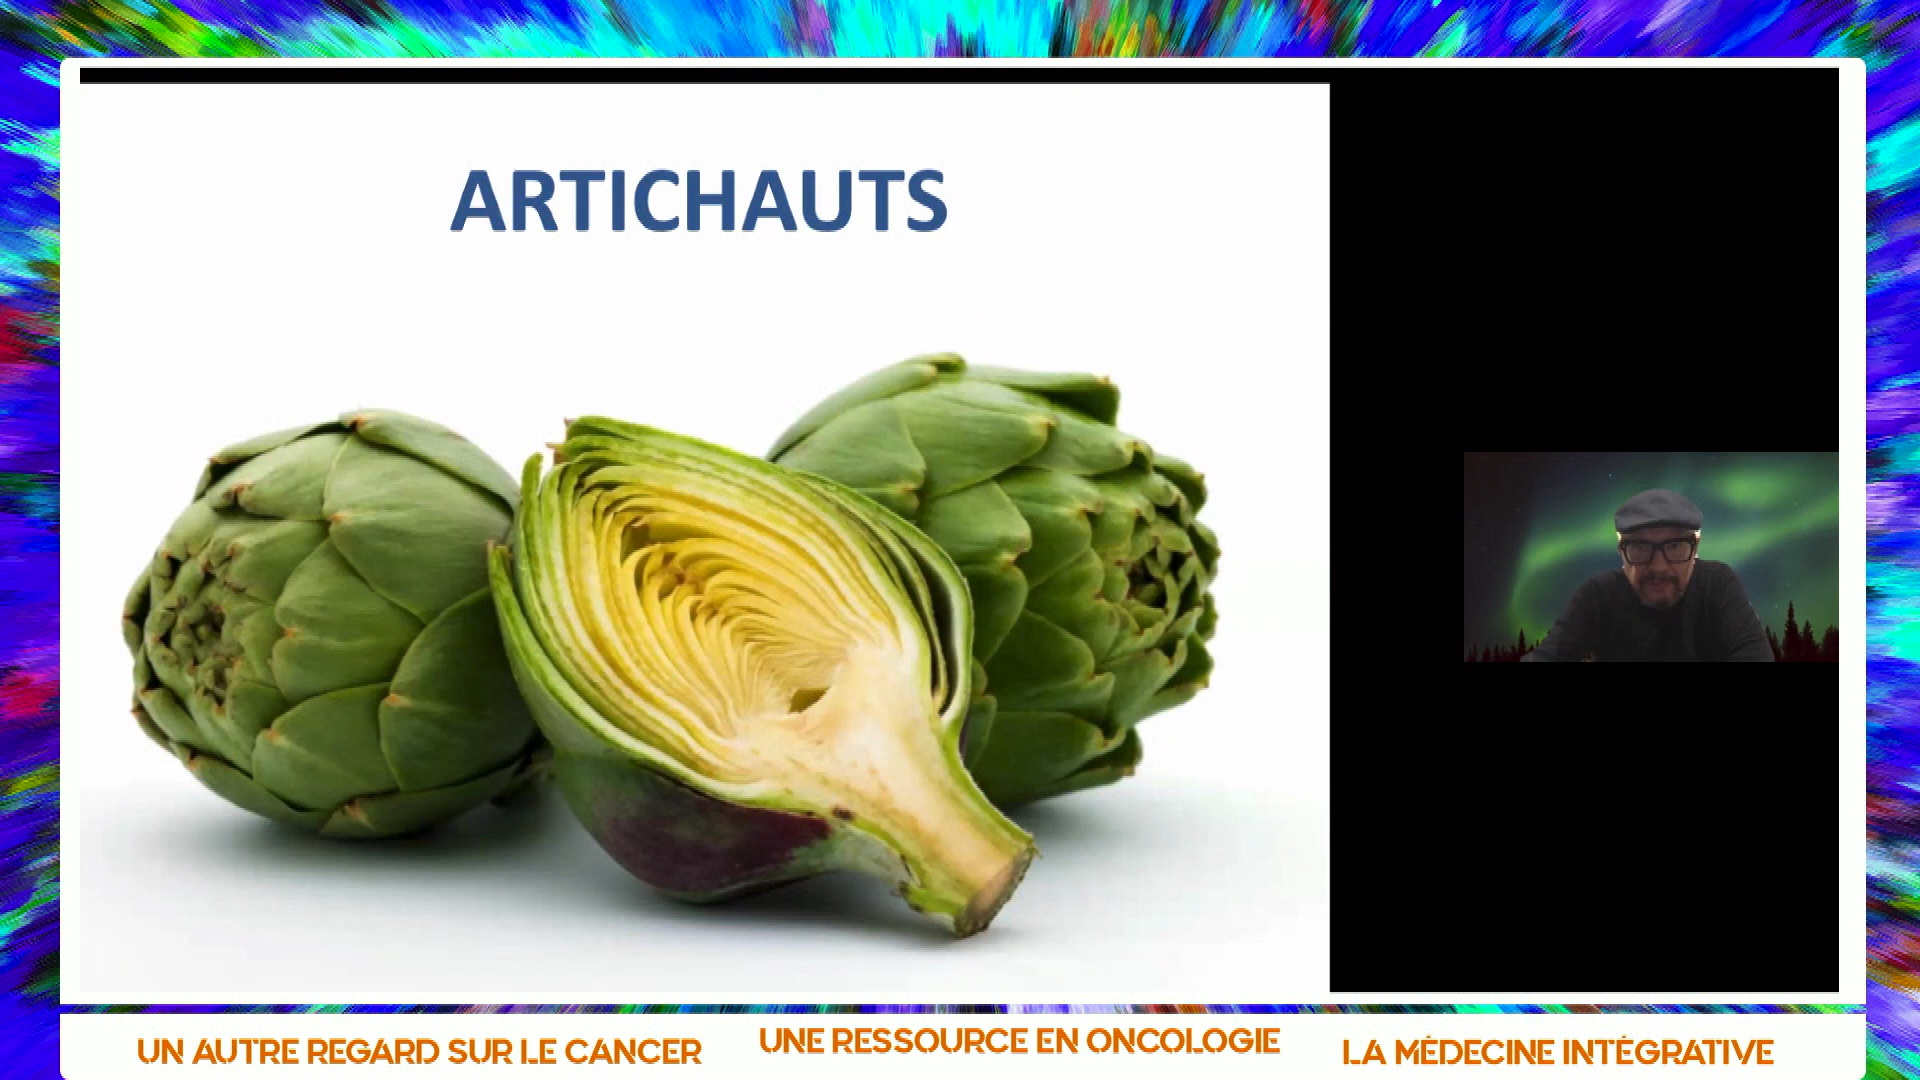 ARTICHAUTS
UN AUTRE REGARD SUR LE CANCER
UNE RESSOURCE EN ONCOLOGIE
LA MÉDECINE INTÉGRATIVE